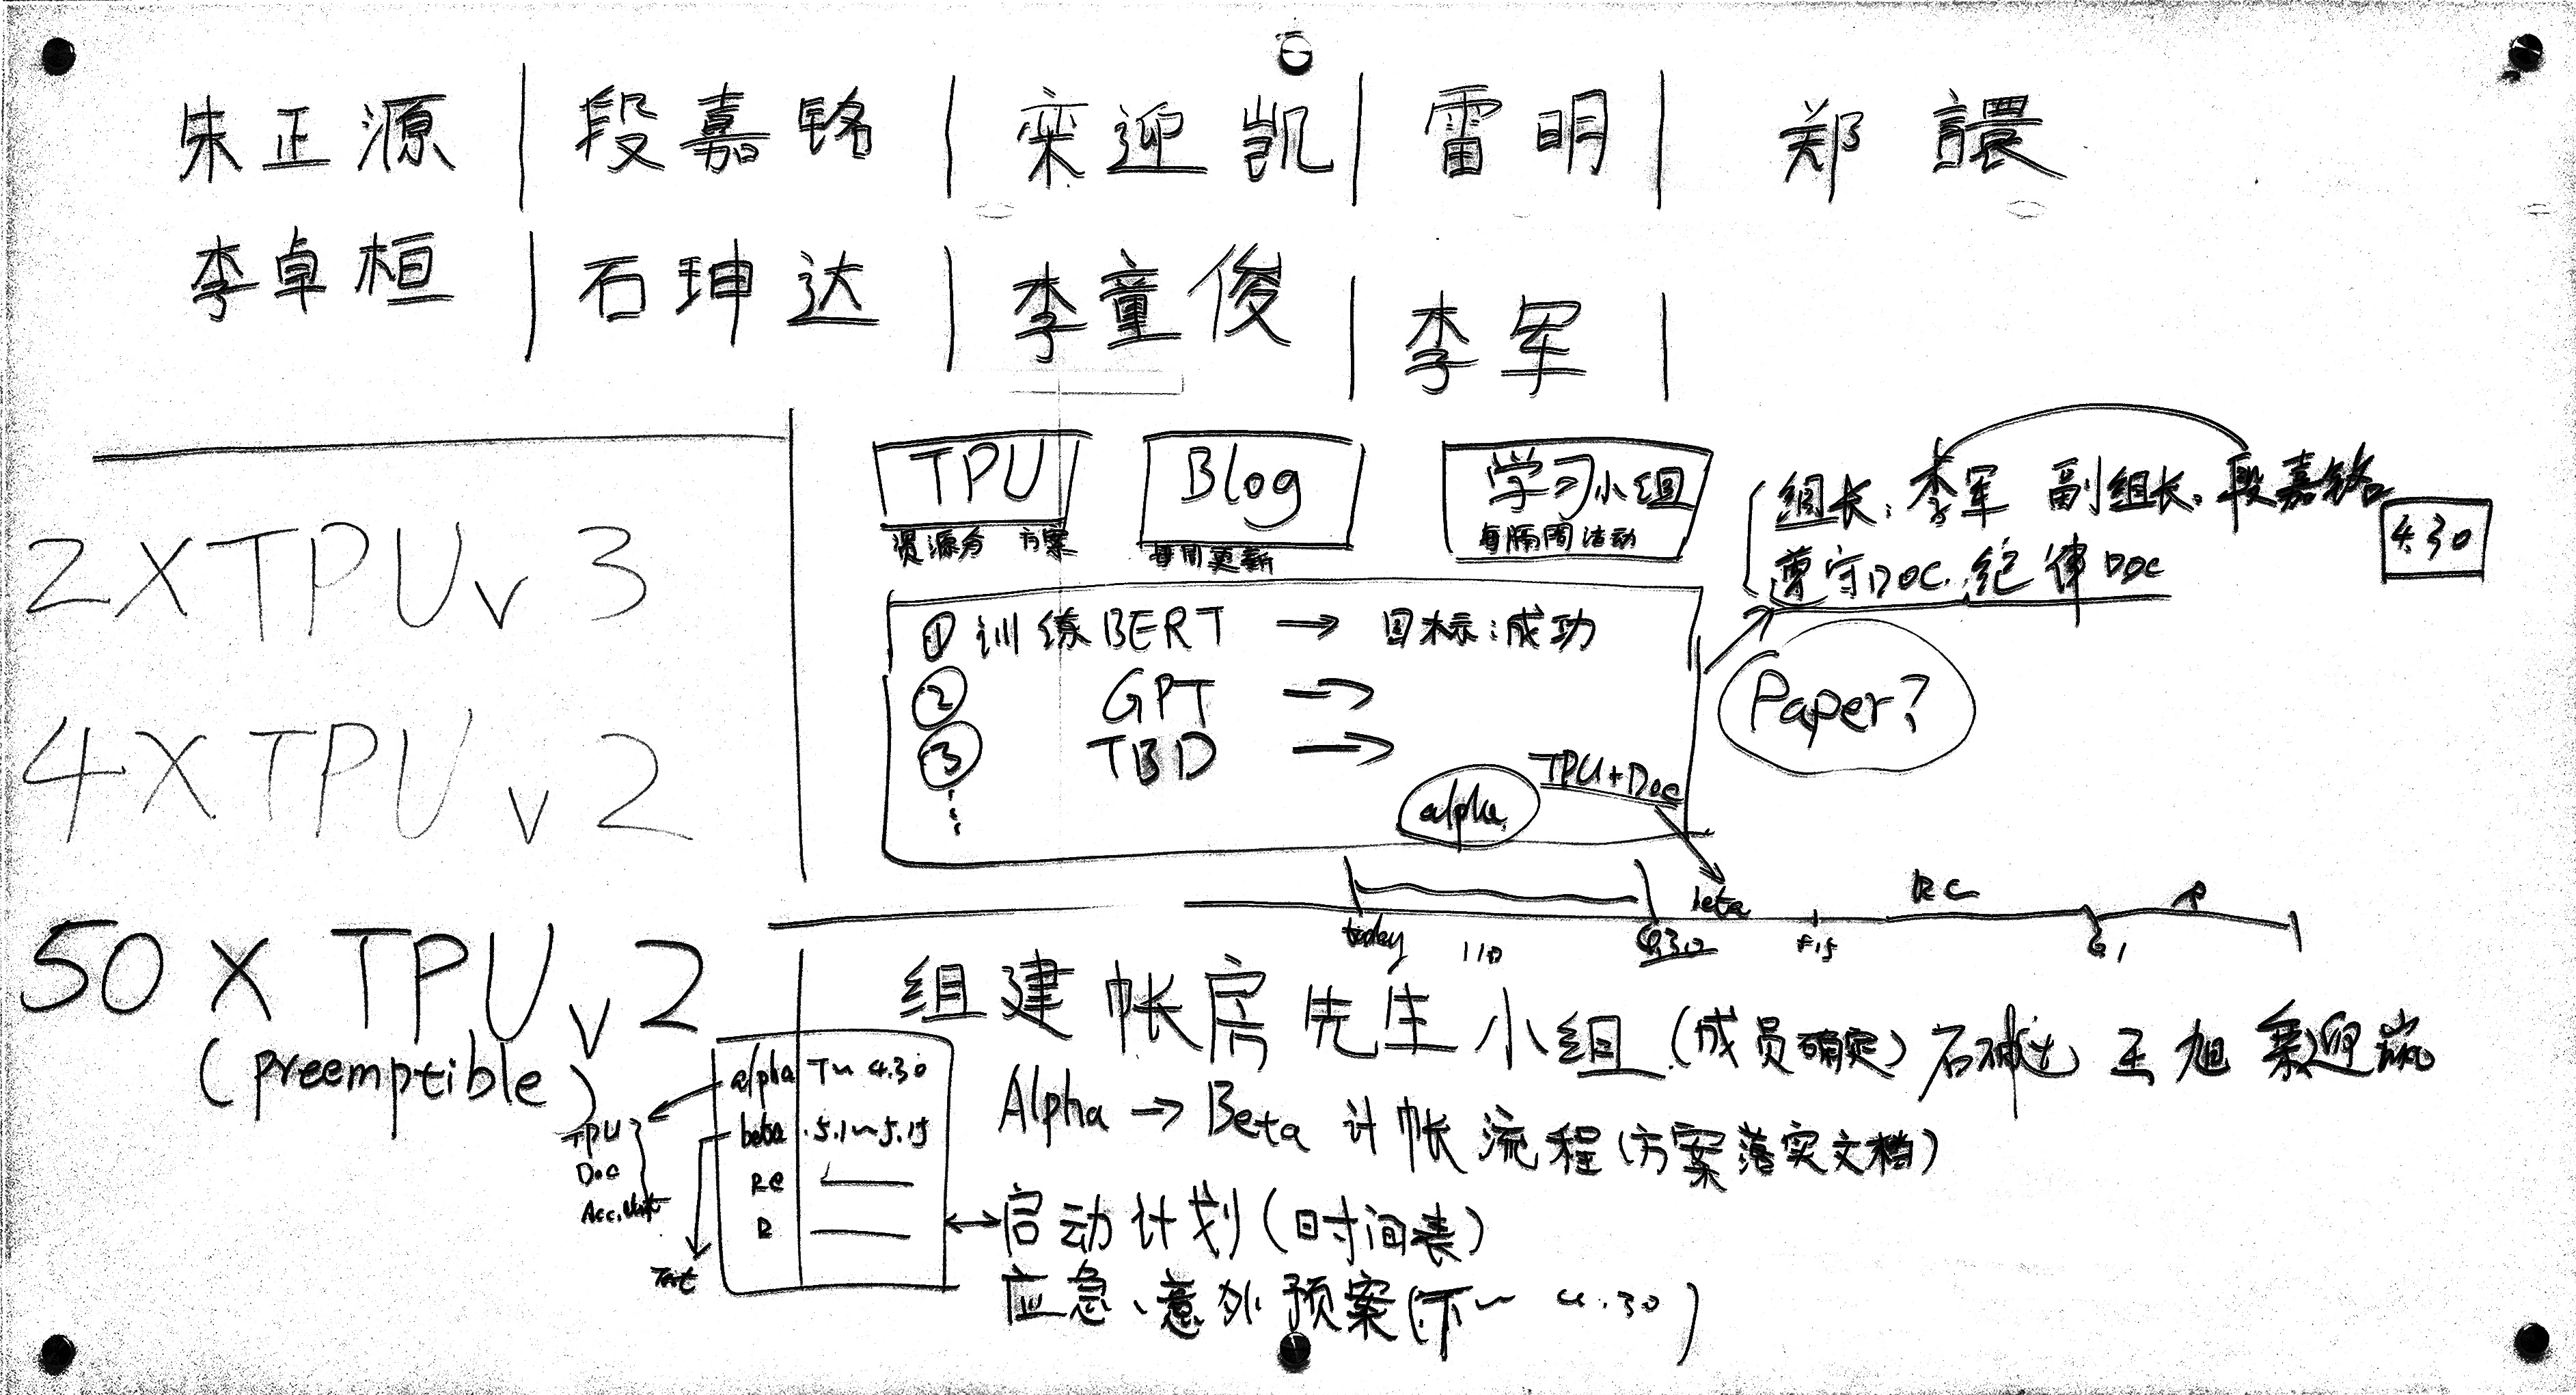 朱正源 | 段嘉铭 | 栾迎凯 | 雷明 | 郑譞
李卓桓 | 石珅达 | 李童俊 | 李军 |
2XTPUv3
4XTPUv2
50 X TPUv2
(preemptible)
TPU
资源分 方案
Blog
每周更新
学习小组
每隔周活动
组长:李军 副组长:段嘉铭
遵守DOC.纪律DOC
4.30
① 训练BERT → 目标:成功
② GPT →
③ TBD →
Paper?
alpha
TPU+Doc
beta
RC
R
today
4.30
5.15
6.1
组建帐房先生小组(成员确定)石珅达 王旭 栾迎凯
Alpha → Beta 计帐流程(方案落实文档)
启动计划(时间表)
应急、意外预案(下~ 4.30)
alpha T~4.30
beta 5.1~5.15
RC
R
TPU
Doc
Test